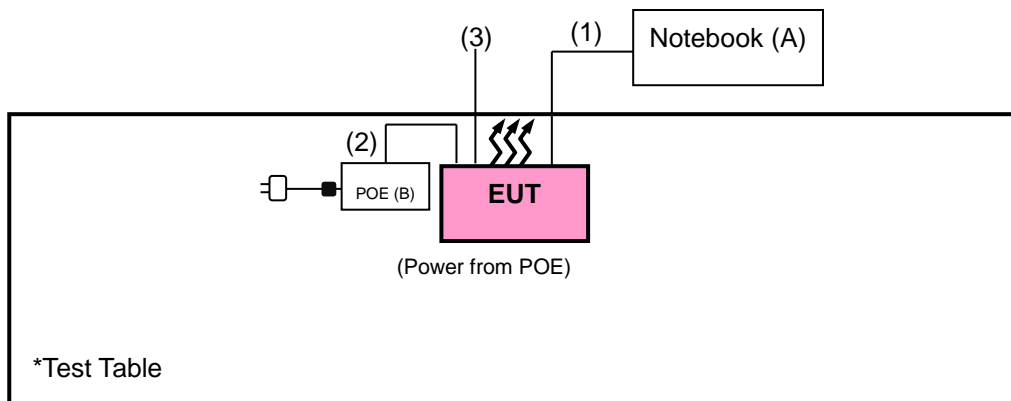 (3)
(1)
Notebook (A)
(2)
POE (B)
EUT
(Power from POE)
*Test Table